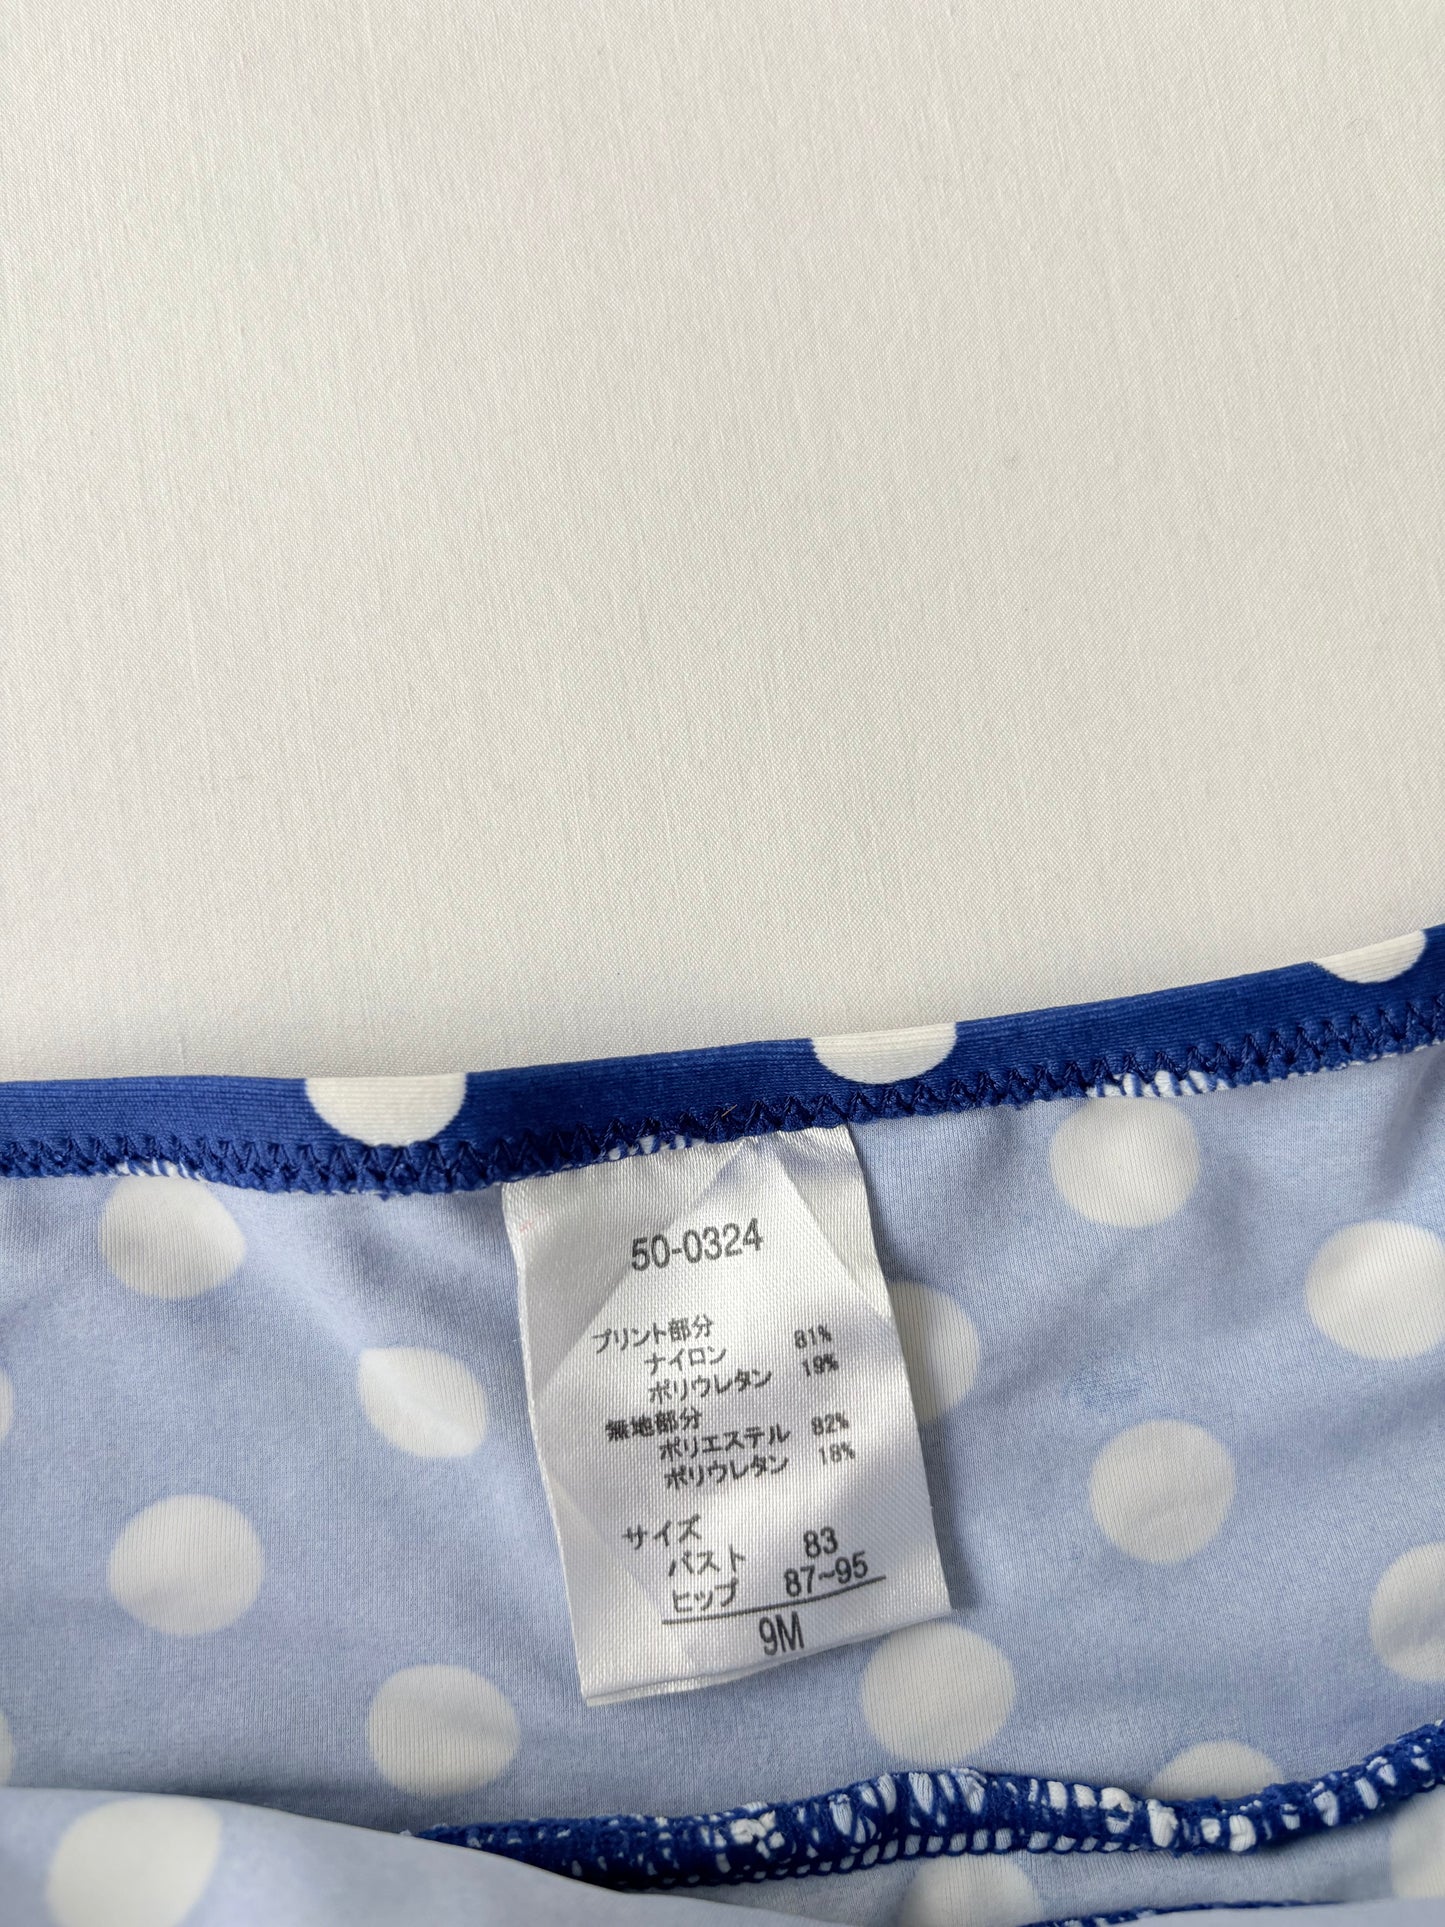 50-0324
プリント部分
ナイロン 81%
ポリウレタン 19%
無地部分
ポリエステル 82%
ポリウレタン 18%
サイズ
バスト 83
ヒップ 87~95
9M